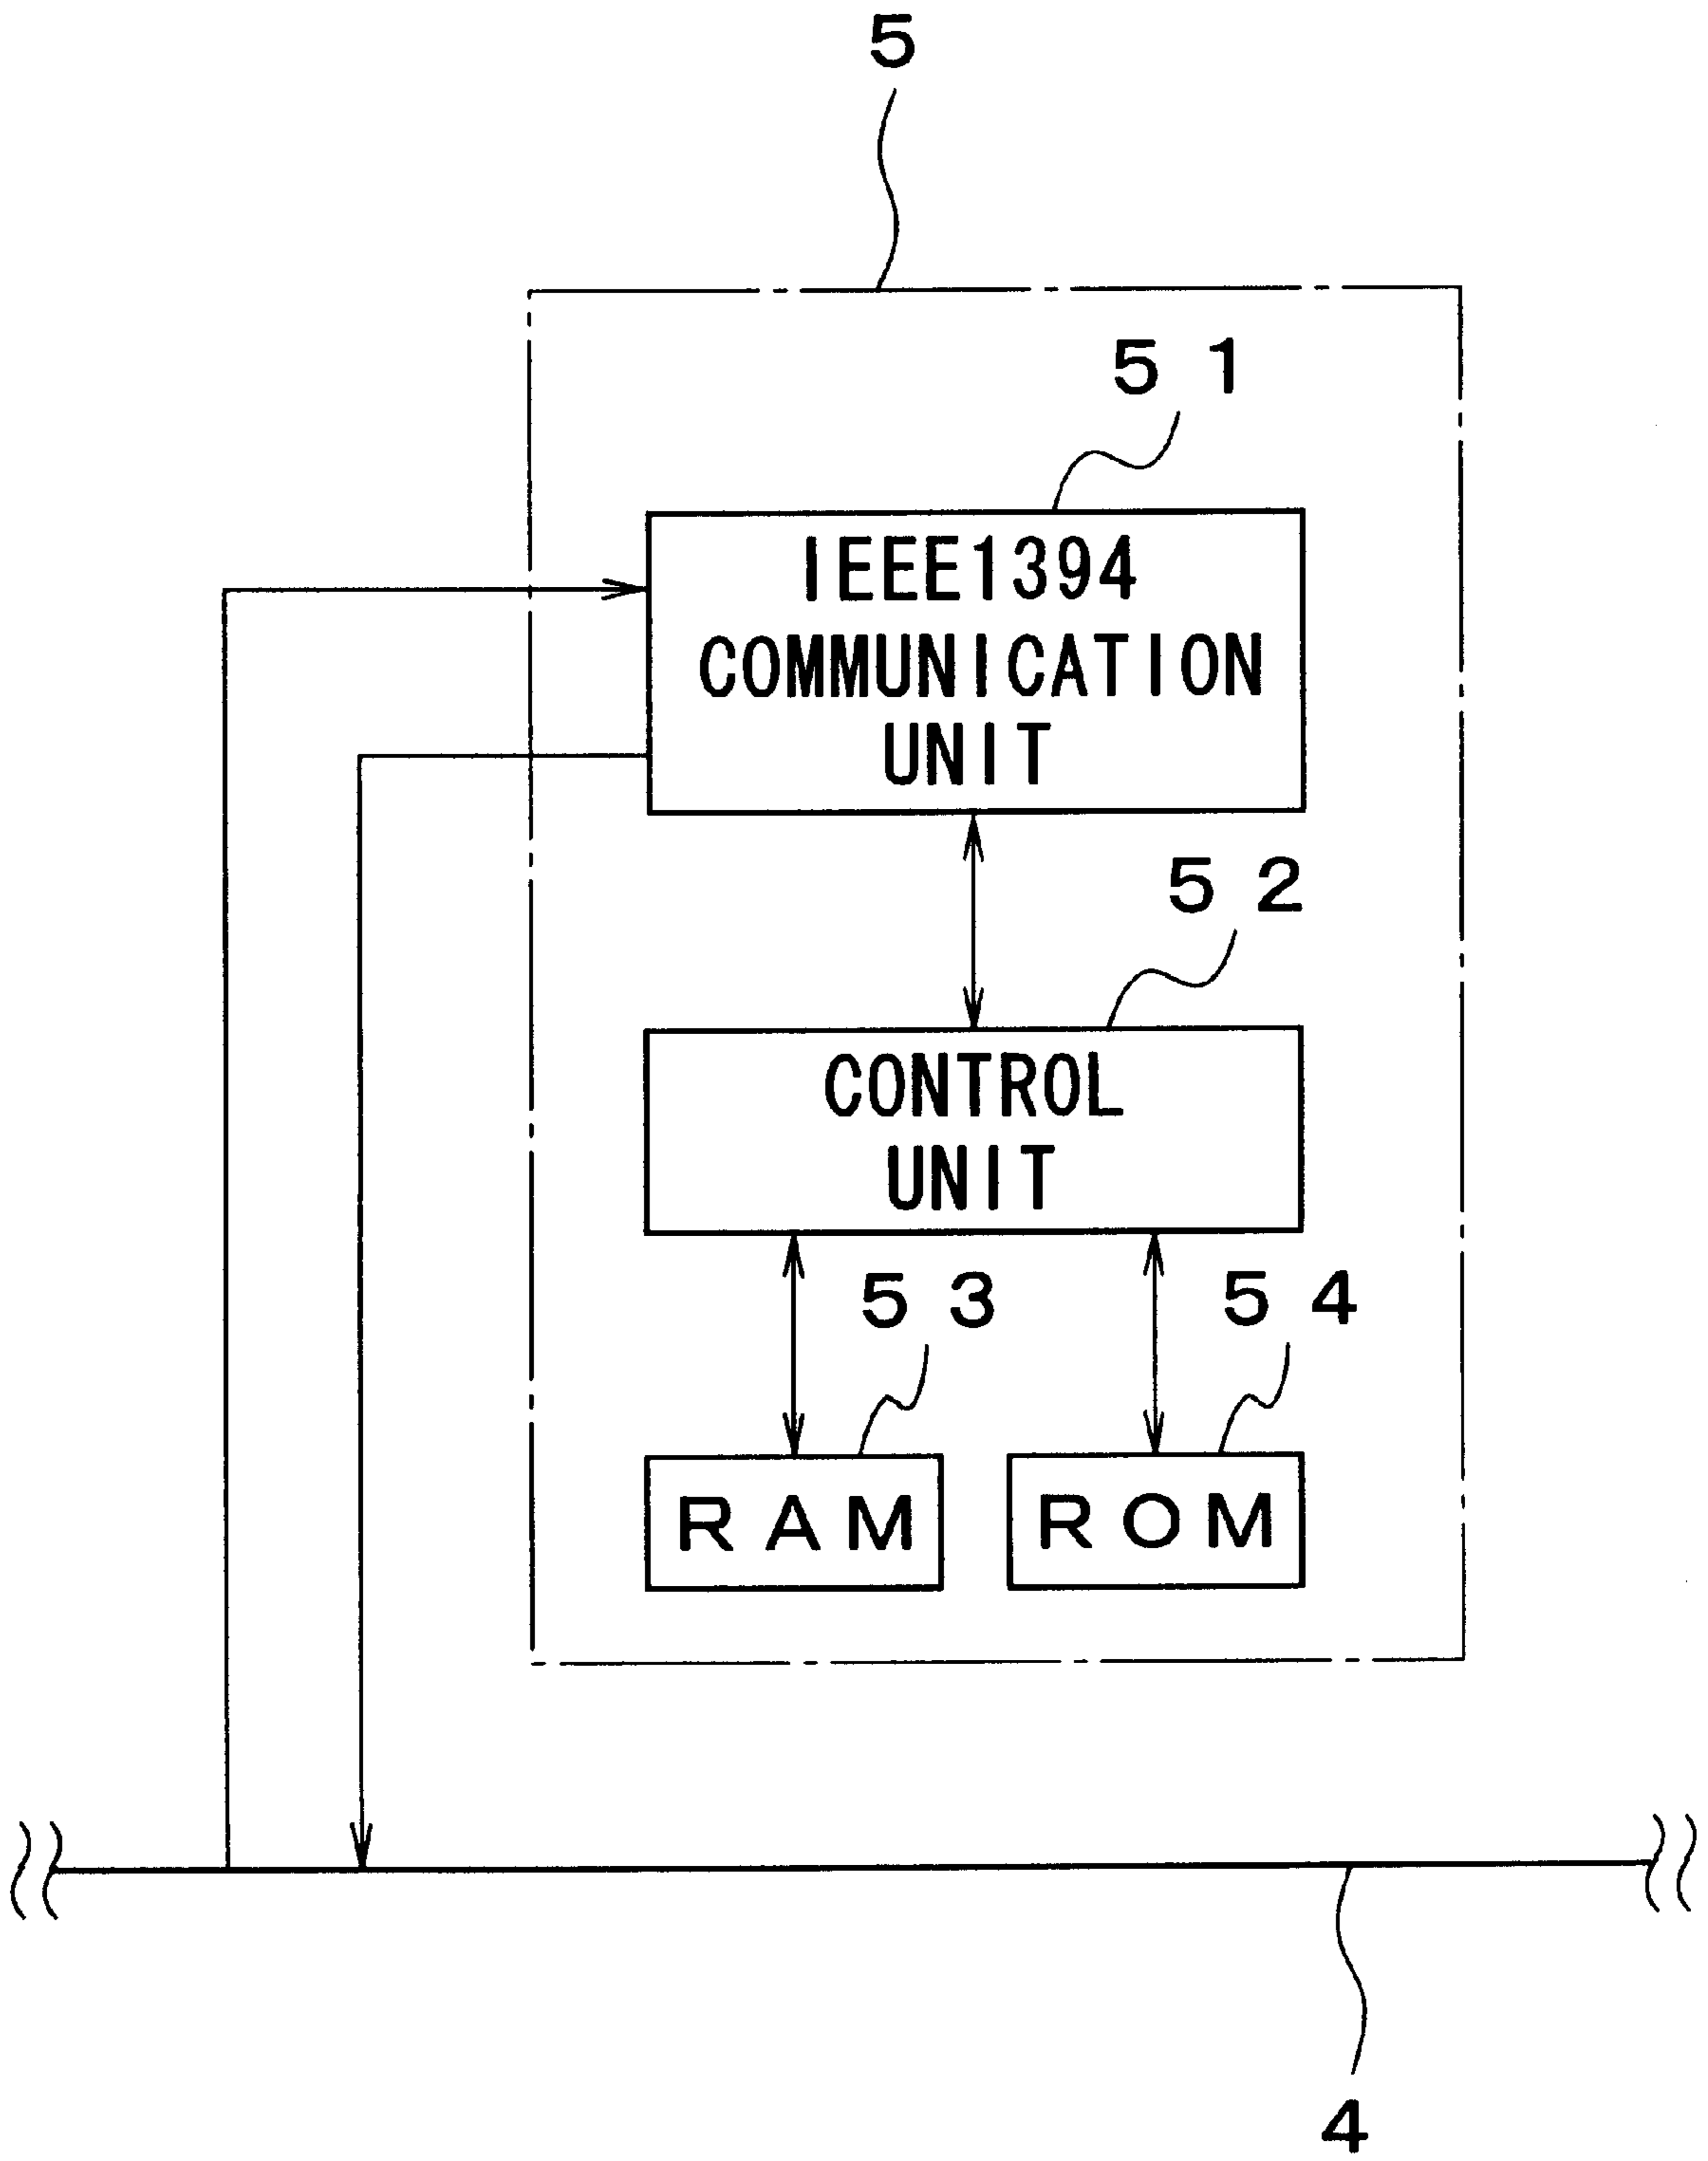 5
5 1
IEEE1394
COMMUNICATION
UNIT
5 2
CONTROL
UNIT
5 3
5 4
RAM
ROM
4